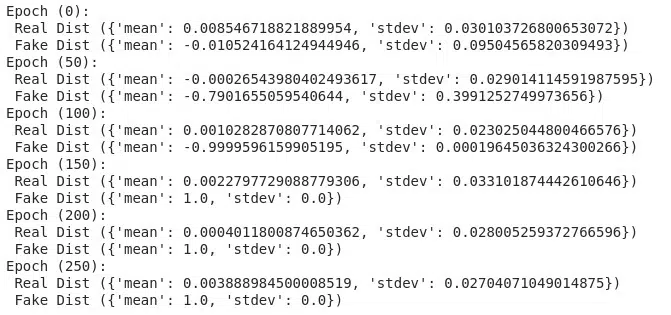 Epoch (0):
Real Dist ({'mean': 0.008546718821889954, 'stdev': 0.030103726800653072})
Fake Dist ({'mean': -0.010524164124944946, 'stdev': 0.09504565820309493})
Epoch (50):
Real Dist ({'mean': -0.00026543980402493617, 'stdev': 0.029014114591987595})
Fake Dist ({'mean': -0.7901655059540644, 'stdev': 0.3991252749973656})
Epoch (100):
Real Dist ({'mean': 0.0010282870807714062, 'stdev': 0.023025044800466576})
Fake Dist ({'mean': -0.9999596159905195, 'stdev': 0.00019645036324300266})
Epoch (150):
Real Dist ({'mean': 0.0022797729088779306, 'stdev': 0.033101874442610646})
Fake Dist ({'mean': 1.0, 'stdev': 0.0})
Epoch (200):
Real Dist ({'mean': 0.0004011800874650362, 'stdev': 0.028005259372766596})
Fake Dist ({'mean': 1.0, 'stdev': 0.0})
Epoch (250):
Real Dist ({'mean': 0.0038889845000008519, 'stdev': 0.02704071049014875})
Fake Dist ({'mean': 1.0, 'stdev': 0.0})